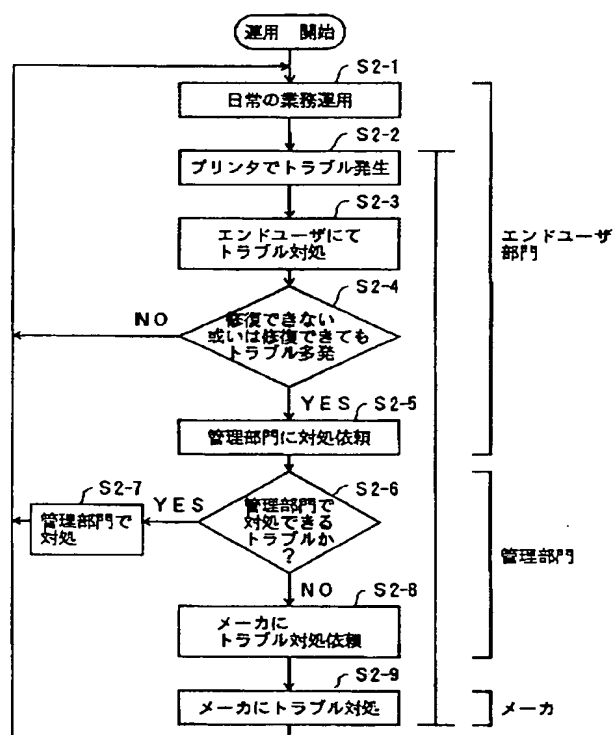 運用 開始
S2-1
日常の業務運用
S2-2
プリンタでトラブル発生
S2-3
エンドユーザにて
トラブル対処
エンドユーザ
部門
S2-4
NO
修復できない
或いは修復できても
トラブル多発
YES
S2-5
管理部門に対処依頼
S2-7
YES
S2-6
管理部門で
対処
管理部門で
対処できる
トラブルか
?
管理部門
NO
S2-8
メーカに
トラブル対処依頼
S2-9
メーカにトラブル対処
メーカ